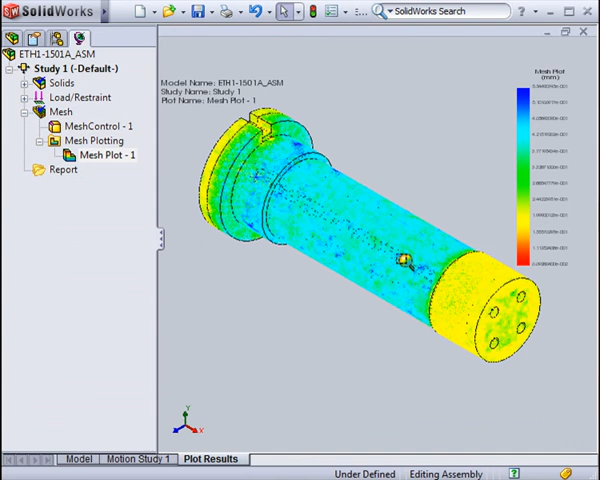 SolidWorks
SolidWorks Search
ETH1-1501A_ASM
Study 1 (-Default-)
Solids
Load/Restraint
Mesh
MeshControl - 1
Mesh Plotting
Mesh Plot - 1
Report
Model Name: ETH1-1501A_ASM
Study Name: Study 1
Plot Name: Mesh Plot - 1
Mesh Plot
(mm)
Y
X
Z
Model
Motion Study 1
Plot Results
Under Defined
Editing Assembly